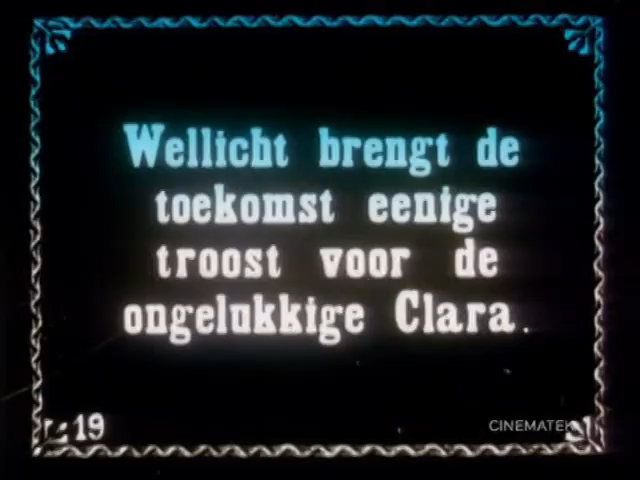 Wellicht brengt de
toekomst eenige
troost voor de
ongelukkige Clara.
19
CINEMATEK